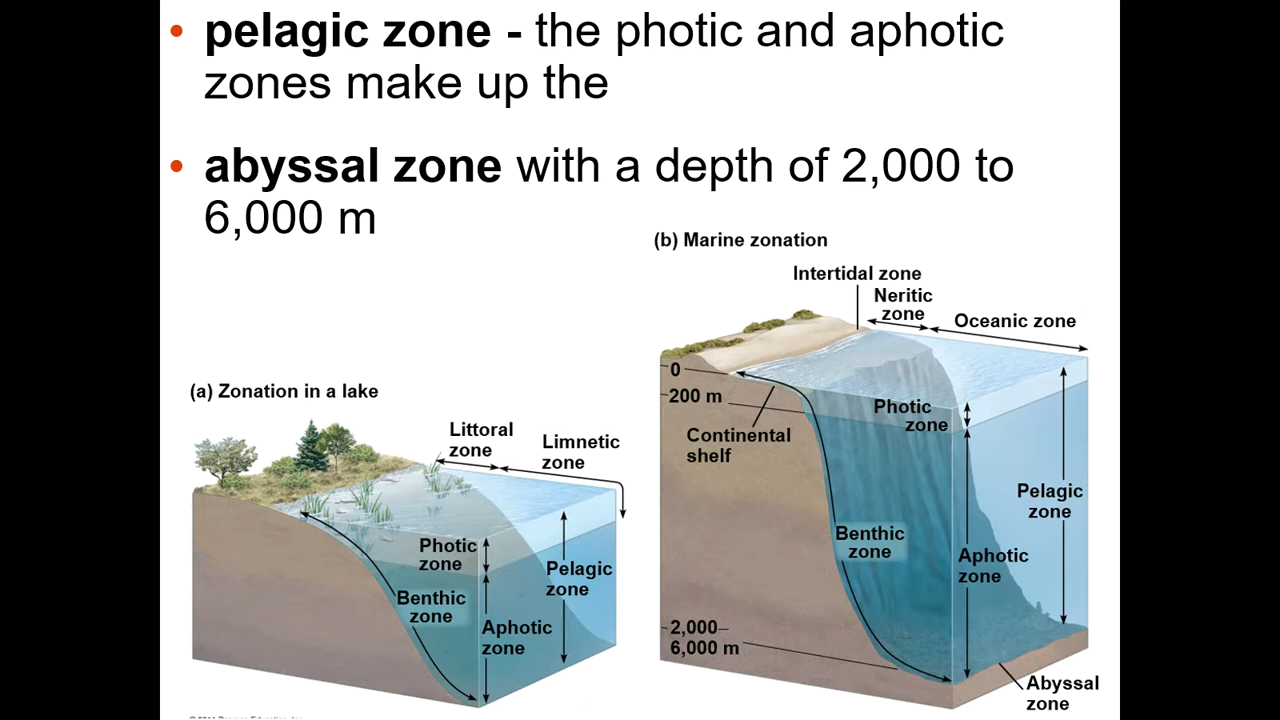 • pelagic zone - the photic and aphotic
zones make up the
• abyssal zone with a depth of 2,000 to
6,000 m
(b) Marine zonation
Intertidal zone
Neritic
zone
Oceanic zone
0
200 m
Photic
zone
Continental
shelf
Pelagic
zone
Benthic
zone
Aphotic
zone
2,000
6,000 m
Abyssal
zone
(a) Zonation in a lake
Littoral
zone
Limnetic
zone
Photic
zone
Pelagic
zone
Benthic
zone
Aphotic
zone